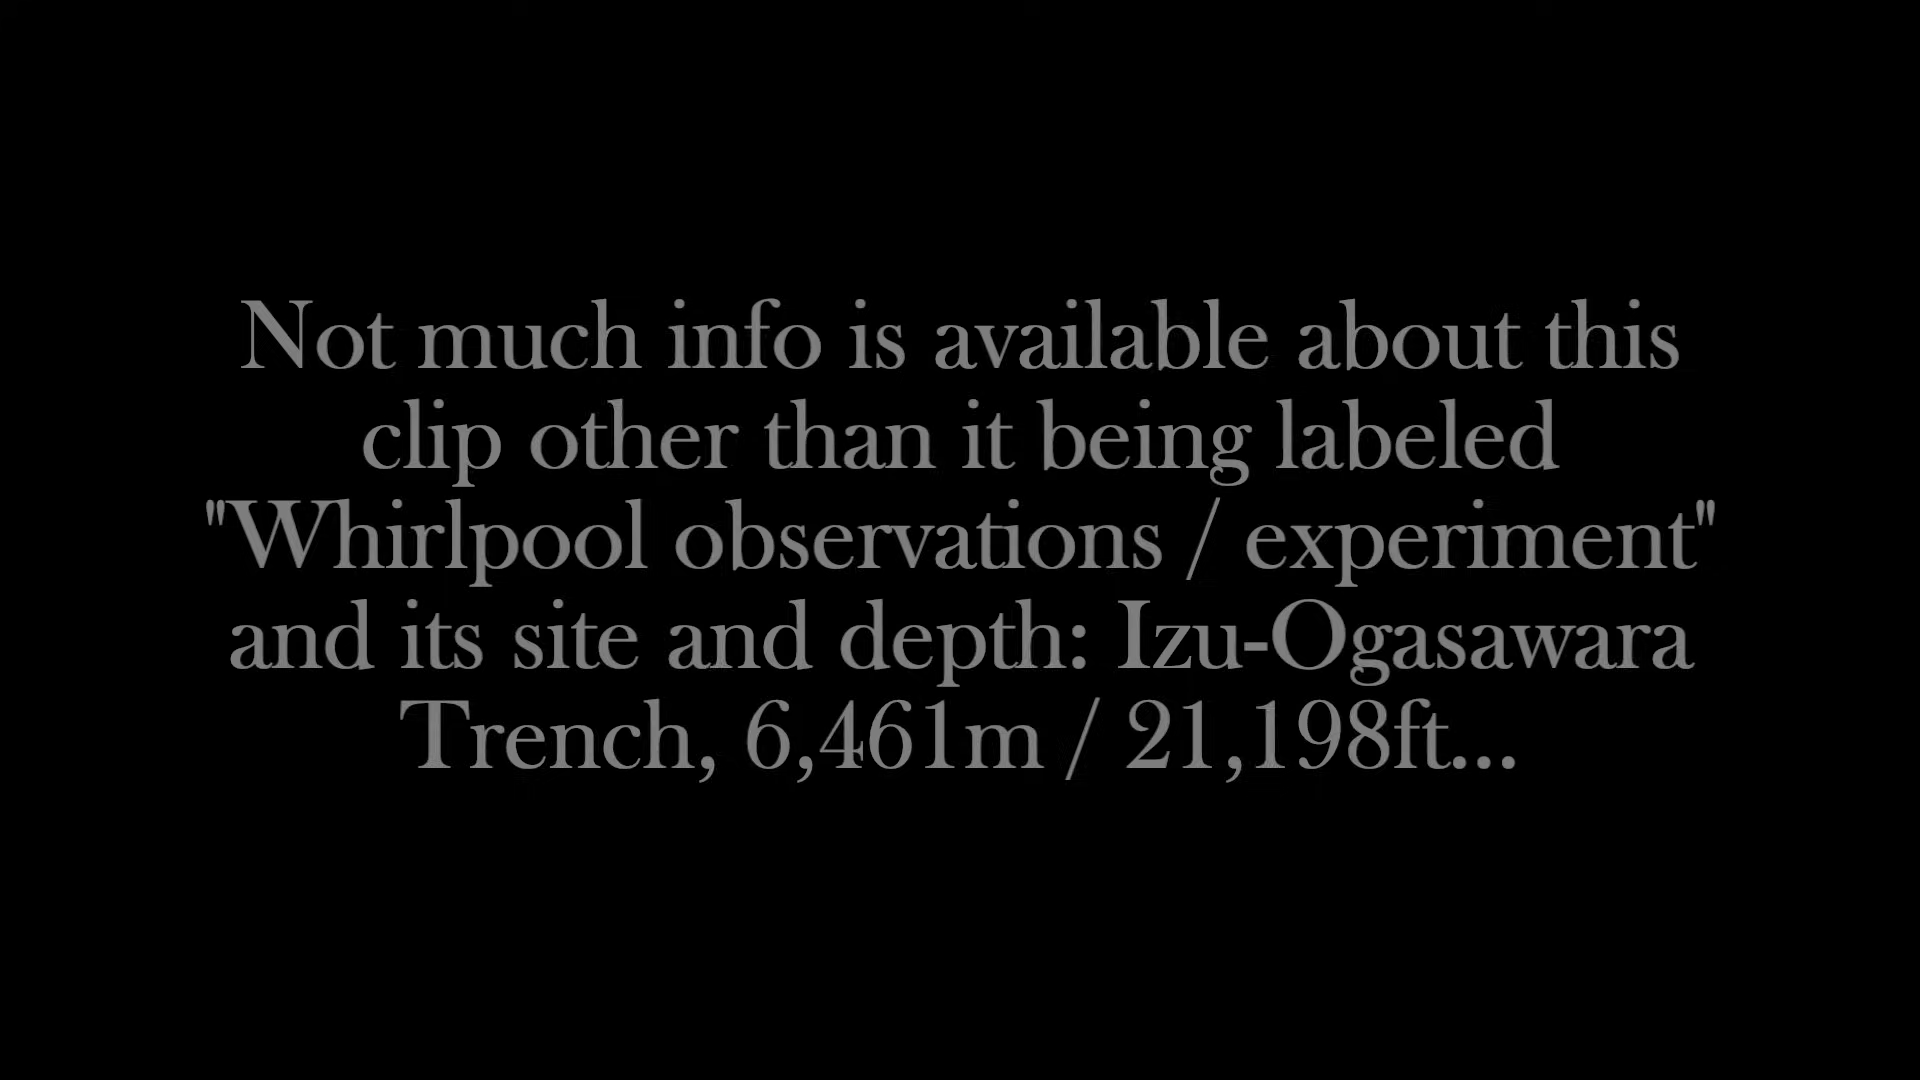 Not much info is available about this
clip other than it being labeled
"Whirlpool observations / experiment"
and its site and depth: Izu-Ogasawara
Trench, 6,461m / 21,198ft...